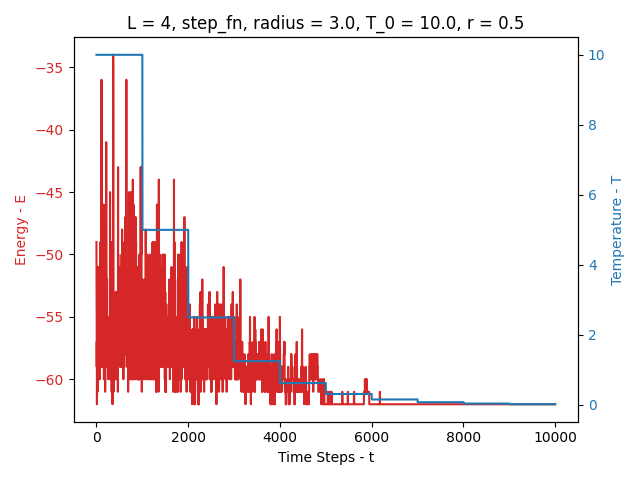 L = 4, step_fn, radius = 3.0, T_0 = 10.0, r = 0.5
−35
−40
−45
−50
−55
−60
Energy - E
10
8
6
4
2
0
Temperature - T
0 2000 4000 6000 8000 10000
Time Steps - t